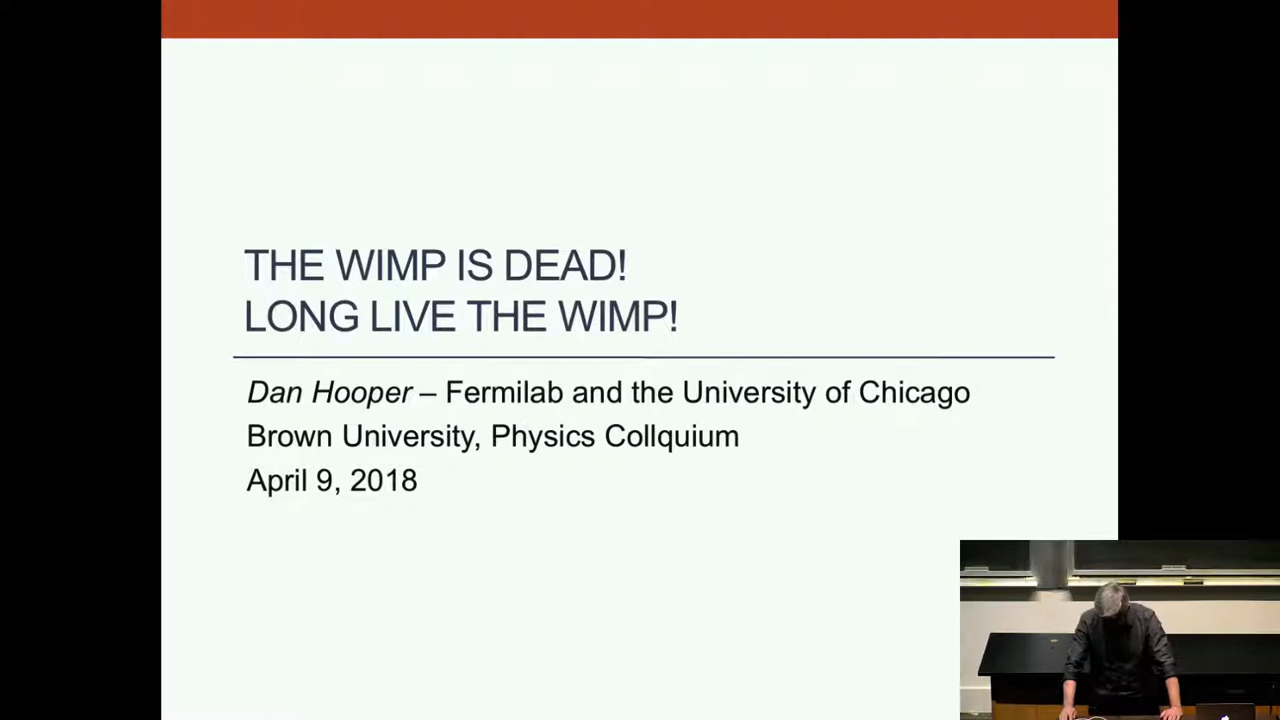 THE WIMP IS DEAD!
LONG LIVE THE WIMP!
Dan Hooper – Fermilab and the University of Chicago
Brown University, Physics Collquium
April 9, 2018